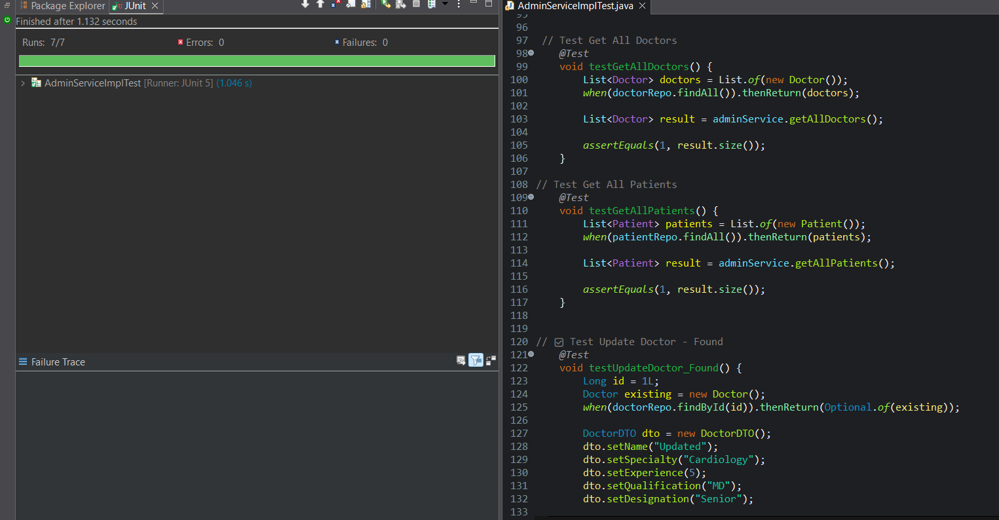 Package Explorer
JUnit
Finished after 1.132 seconds
Runs: 7/7
Errors: 0
Failures: 0
AdminServiceImplTest [Runner: JUnit 5] (1.046 s)
Failure Trace
AdminServiceImplTest.java
95
96
97 // Test Get All Doctors
98 @Test
99 void testGetAllDoctors() {
100 List<Doctor> doctors = List.of(new Doctor());
101 when(doctorRepo.findAll()).thenReturn(doctors);
102
103 List<Doctor> result = adminService.getAllDoctors();
104
105 assertEquals(1, result.size());
106 }
107
108 // Test Get All Patients
109 @Test
110 void testGetAllPatients() {
111 List<Patient> patients = List.of(new Patient());
112 when(patientRepo.findAll()).thenReturn(patients);
113
114 List<Patient> result = adminService.getAllPatients();
115
116 assertEquals(1, result.size());
117 }
118
119
120 // ☑ Test Update Doctor - Found
121 @Test
122 void testUpdateDoctor_Found() {
123 Long id = 1L;
124 Doctor existing = new Doctor();
125 when(doctorRepo.findById(id)).thenReturn(Optional.of(existing));
126
127 DoctorDTO dto = new DoctorDTO();
128 dto.setName("Updated");
129 dto.setSpecialty("Cardiology");
130 dto.setExperience(5);
131 dto.setQualification("MD");
132 dto.setDesignation("Senior");
133